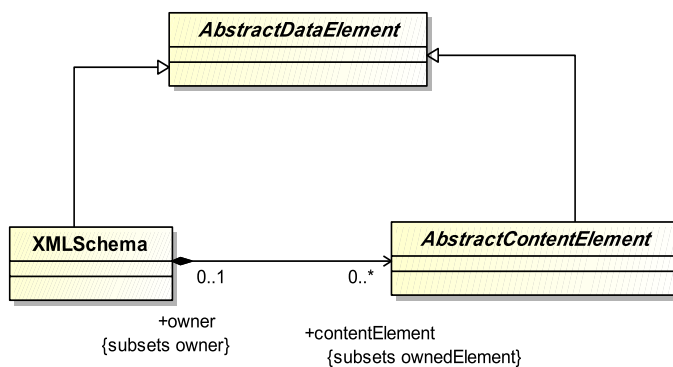 AbstractDataElement
XMLSchema
AbstractContentElement
0..1
0..*
+owner
{subsets owner}
+contentElement
{subsets ownedElement}